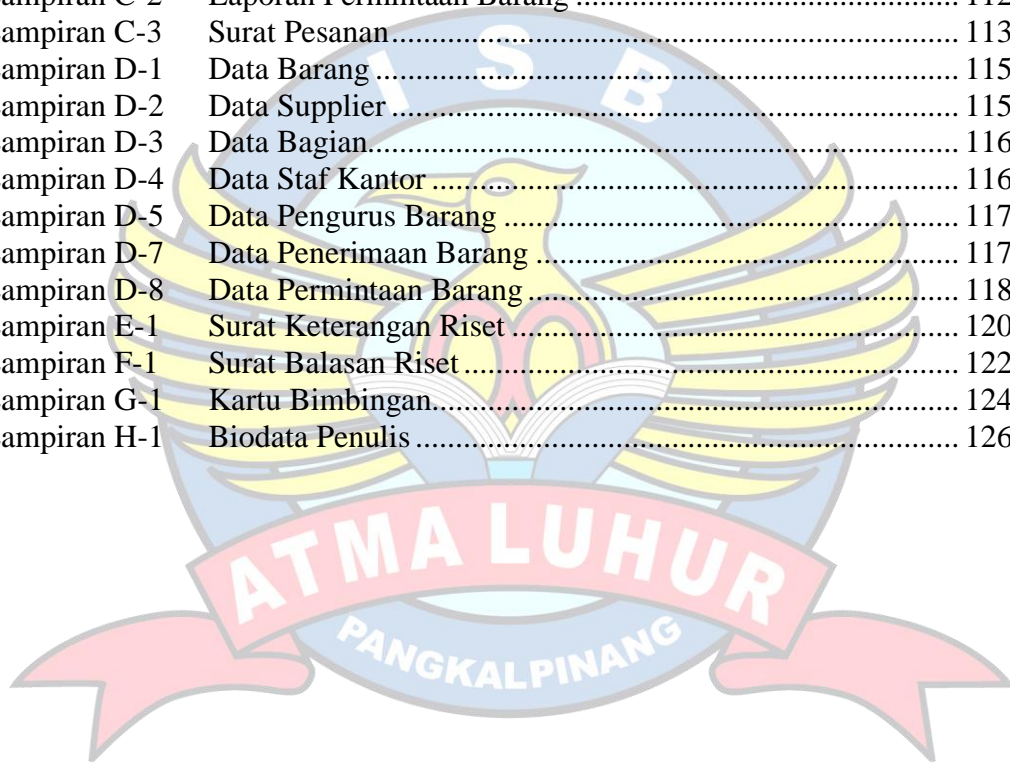 ampiran C-2 Laporan Permintaan Barang ........ 112
ampiran C-3 Surat Pesanan ........ 113
ampiran D-1 Data Barang ........ 115
ampiran D-2 Data Supplier ........ 115
ampiran D-3 Data Bagian ........ 116
ampiran D-4 Data Staf Kantor ........ 116
ampiran D-5 Data Pengurus Barang ........ 117
ampiran D-7 Data Penerimaan Barang ........ 117
ampiran D-8 Data Permintaan Barang ........ 118
ampiran E-1 Surat Keterangan Riset ........ 120
ampiran F-1 Surat Balasan Riset ........ 122
ampiran G-1 Kartu Bimbingan ........ 124
ampiran H-1 Biodata Penulis ........ 126
I S B
ATMA LUHUR
PANGKALPINANG